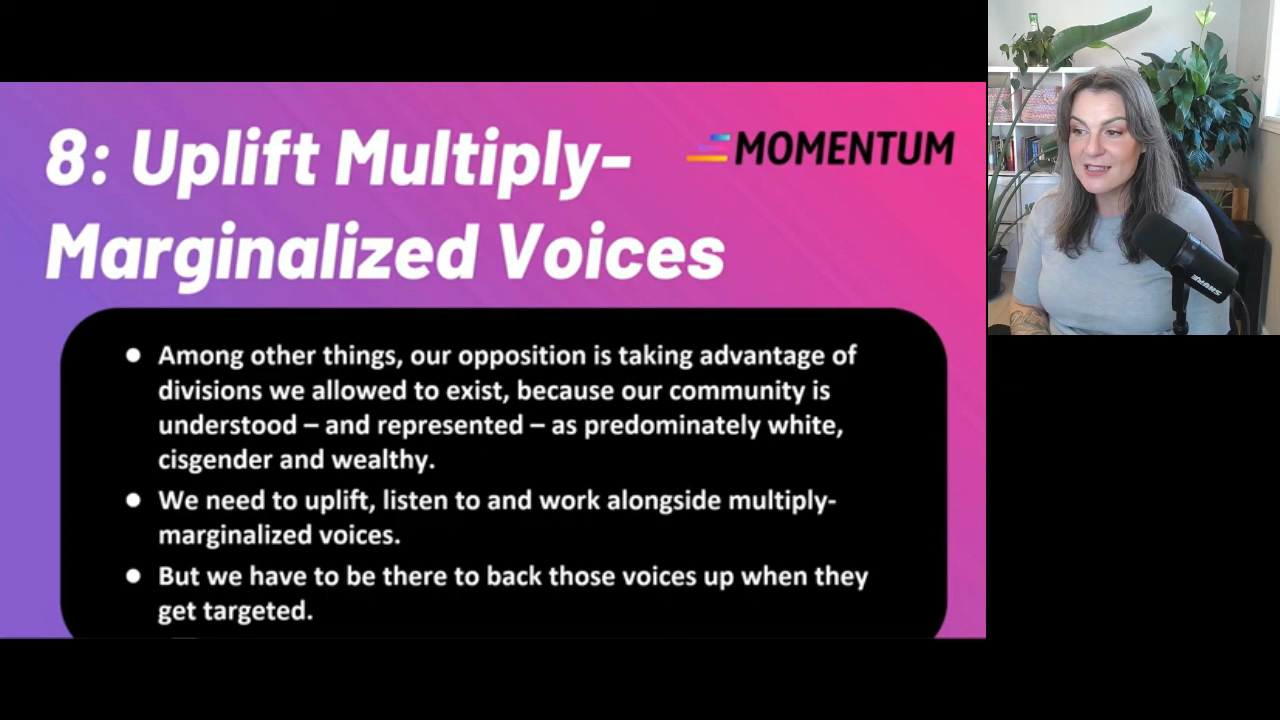 8: Uplift Multiply-
MOMENTUM
Marginalized Voices
● Among other things, our opposition is taking advantage of
divisions we allowed to exist, because our community is
understood – and represented – as predominately white,
cisgender and wealthy.
● We need to uplift, listen to and work alongside multiply-
marginalized voices.
● But we have to be there to back those voices up when they
get targeted.
SHURE